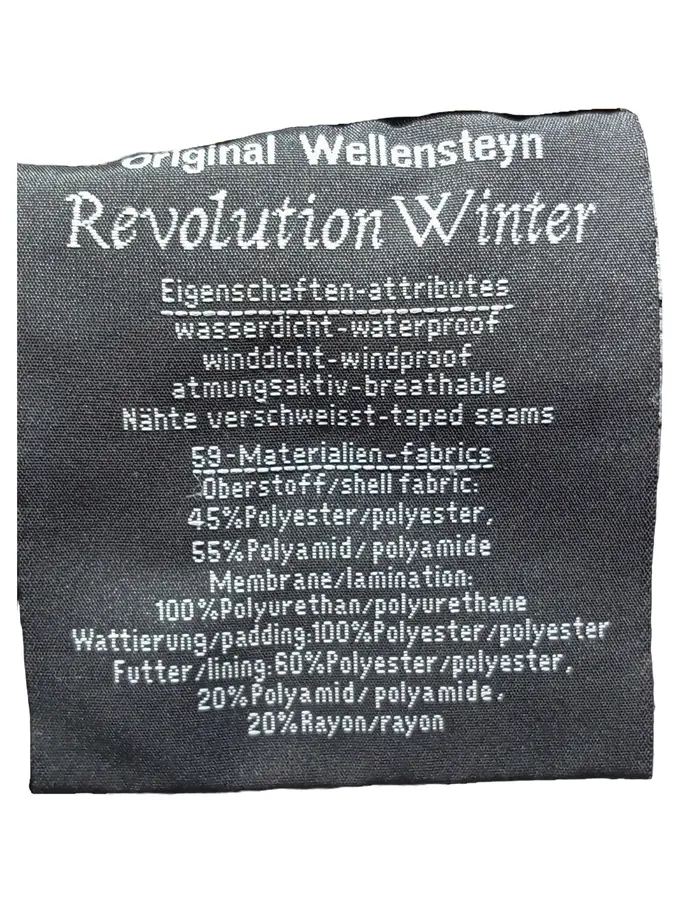 Original Wellensteyn
Revolution Winter
Eigenschaften-attributes
wasserdicht-waterproof
winddicht-windproof
atmungsaktiv-breathable
Nähte verschweisst-taped seams
59-Materialien-fabrics
Oberstoff/shell fabric:
45%Polyester/polyester,
55%Polyamid/polyamide
Membrane/lamination:
100%Polyurethan/polyurethane
Wattierung/padding:100%Polyester/polyester
Futter/lining:60%Polyester/polyester,
20%Polyamid/polyamide,
20%Rayon/rayon